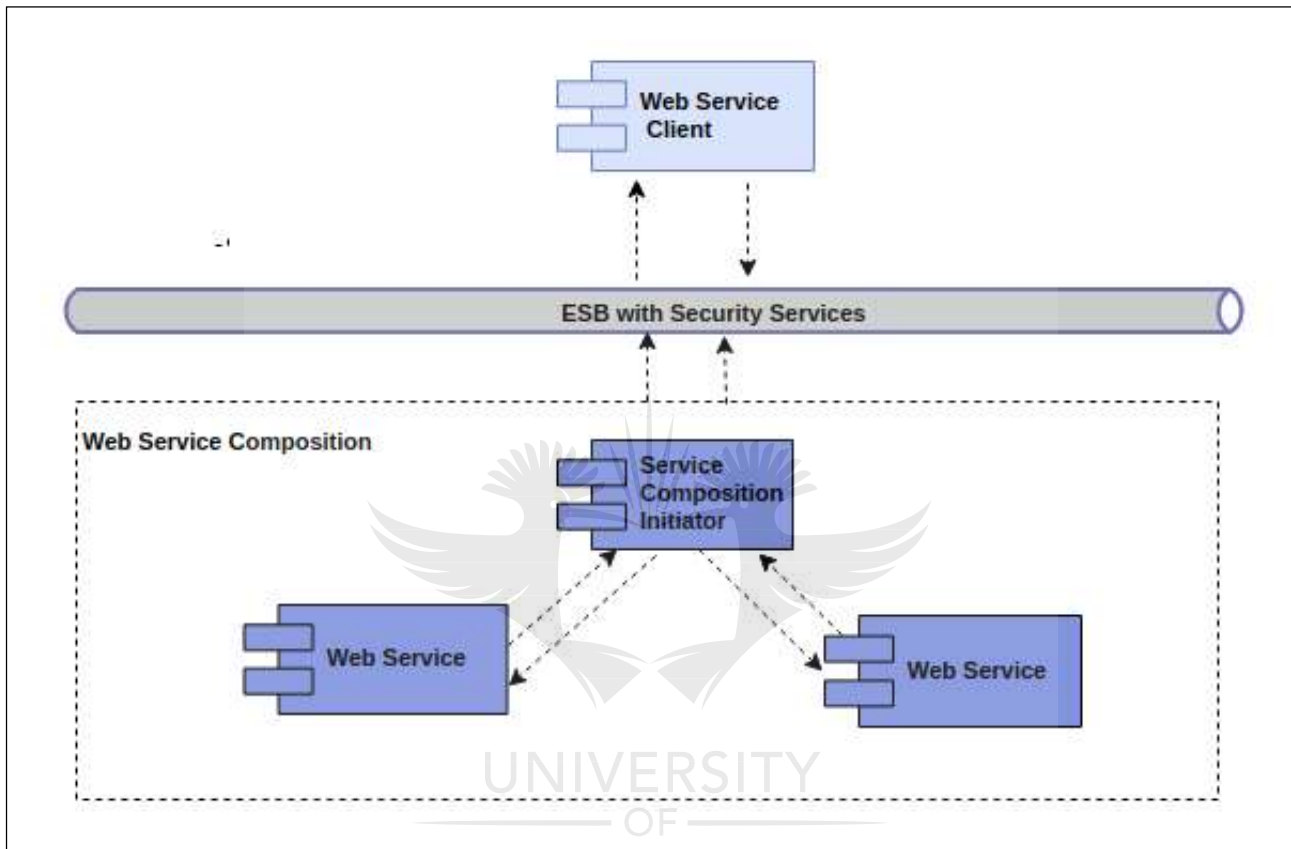 Web Service
Client
ESB with Security Services
Web Service Composition
Service
Composition
Initiator
Web Service
Web Service
UNIVERSITY
OF